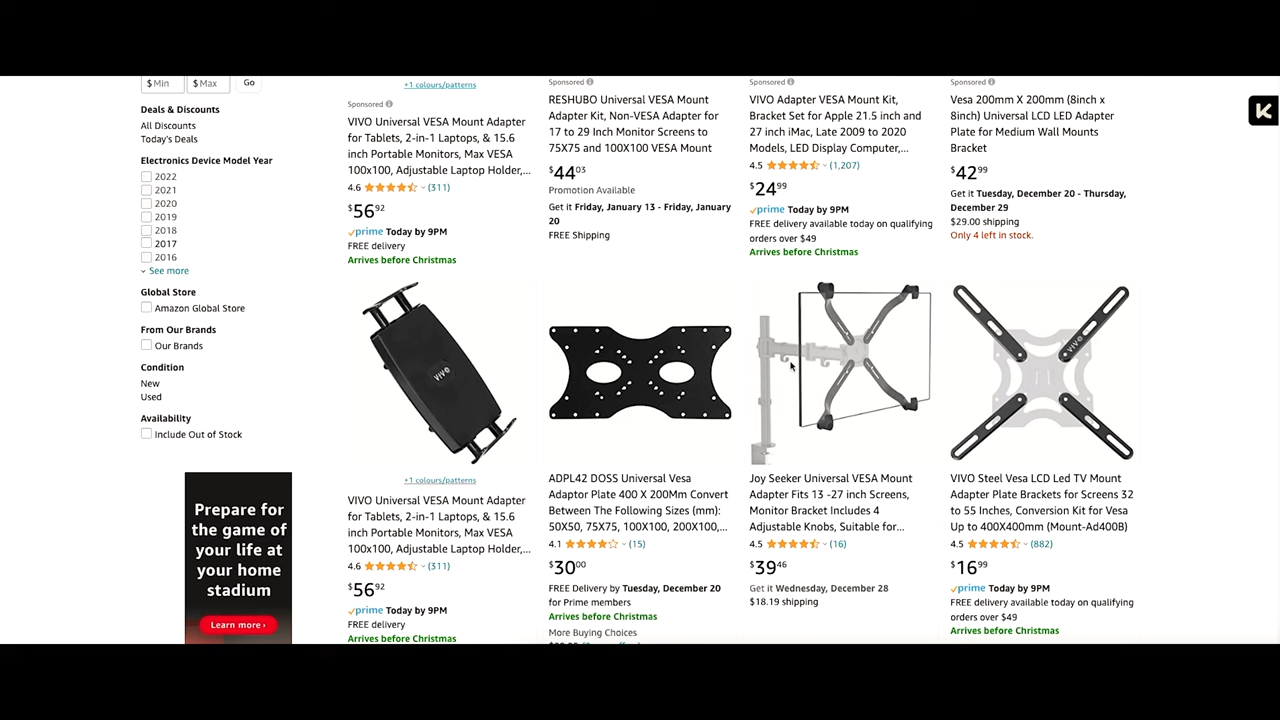 $ Min
$ Max
Go
Deals & Discounts
All Discounts
Today's Deals
Electronics Device Model Year
2022
2021
2020
2019
2018
2017
2016
See more
Global Store
Amazon Global Store
From Our Brands
Our Brands
Condition
New
Used
Availability
Include Out of Stock
Prepare for
the game of
your life at
your home
stadium
Learn more ›
+1 colours/patterns
Sponsored
VIVO Universal VESA Mount
Adapter for Tablets, 2-in-1
Laptops, & 15.6
inch Portable Monitors, Max VESA
100x100, Adjustable Laptop Holder,...
4.6 (311)
$56 92
prime Today by 9PM
FREE delivery
Arrives before Christmas
Sponsored
RESHUBO Universal VESA Mount
Adapter Kit, Non-VESA Adapter for
17 to 29 Inch Monitor Screens to
75X75 and 100X100 VESA Mount
$44 03
Promotion Available
Get it Friday, January 13 - Friday, January
20
FREE Shipping
Sponsored
VIVO Adapter VESA Mount Kit,
Bracket Set for Apple 21.5 inch and
27 inch iMac, Late 2009 to 2020
Models, LED Display Computer,...
4.5 (1,207)
$24 99
prime Today by 9PM
FREE delivery available today on qualifying
orders over $49
Arrives before Christmas
Sponsored
Vesa 200mm X 200mm (8inch x
8inch) Universal LCD LED Adapter
Plate for Medium Wall Mounts
Bracket
$42 99
Get it Tuesday, December 20 - Thursday,
December 29
$29.00 shipping
Only 4 left in stock.
K
VIVO
VIVO
+1 colours/patterns
VIVO Universal VESA Mount Adapter
for Tablets, 2-in-1 Laptops, & 15.6
inch Portable Monitors, Max VESA
100x100, Adjustable Laptop Holder,...
4.6 (311)
$56 92
prime Today by 9PM
FREE delivery
Arrives before Christmas
ADPL42 DOSS Universal Vesa
Adaptor Plate 400 X 200Mm Convert
Between The Following Sizes (mm):
50X50, 75X75, 100X100, 200X100,...
4.1 (15)
$30 00
FREE Delivery by Tuesday, December 20
for Prime members
Arrives before Christmas
More Buying Choices
Joy Seeker Universal VESA Mount
Adapter Fits 13 -27 inch Screens,
Monitor Bracket Includes 4
Adjustable Knobs, Suitable for...
4.5 (16)
$39 46
Get it Wednesday, December 28
$18.19 shipping
VIVO Steel Vesa LCD Led TV Mount
Adapter Plate Brackets for Screens 32
to 55 Inches, Conversion Kit for Vesa
Up to 400X400mm (Mount-Ad400B)
4.5 (882)
$16 99
prime Today by 9PM
FREE delivery available today on qualifying
orders over $49
Arrives before Christmas